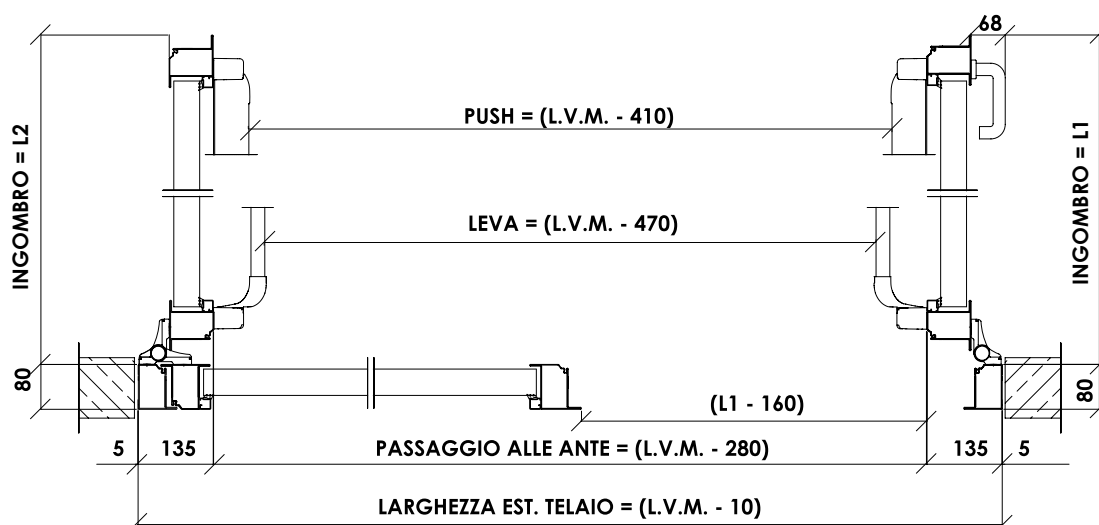 68
PUSH = (L.V.M. - 410)
INGOMBRO = L2
INGOMBRO = L1
LEVA = (L.V.M. - 470)
80
80
(L1 - 160)
5
135
PASSAGGIO ALLE ANTE = (L.V.M. - 280)
135
5
LARGHEZZA EST. TELAIO = (L.V.M. - 10)